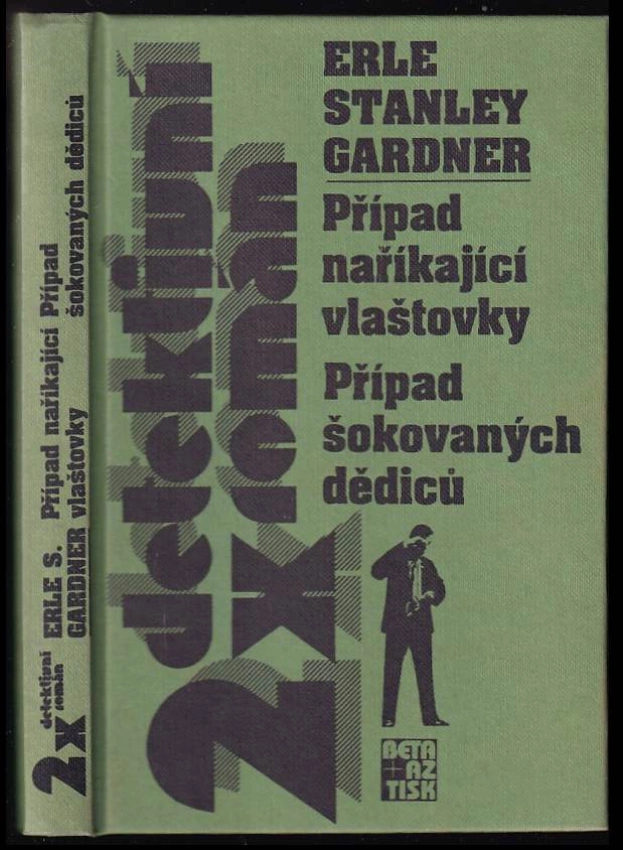 2x
detektivní
román
ERLE S.
GARDNER
Případ naříkající
vlaštovky
Případ
šokovaných dědiců
2x
detektivní
román
ERLE
STANLEY
GARDNER
Případ
naříkající
vlaštovky
Případ
šokovaných
dědiců
BETA
+AZ
TISK